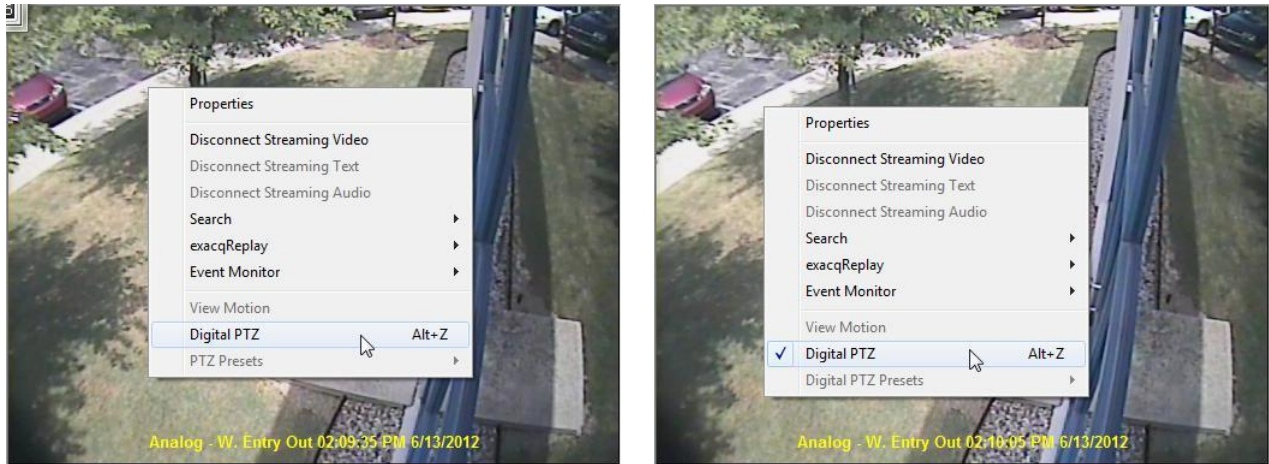 Properties
Disconnect Streaming Video
Disconnect Streaming Text
Disconnect Streaming Audio
Search
exacqReplay
Event Monitor
View Motion
Digital PTZ Alt+Z
PTZ Presets
Analog - W. Entry Out 02:09:35 PM 6/13/2012
Properties
Disconnect Streaming Video
Disconnect Streaming Text
Disconnect Streaming Audio
Search
exacqReplay
Event Monitor
View Motion
Digital PTZ Alt+Z
Digital PTZ Presets
Analog - W. Entry Out 02:10:05 PM 6/13/2012